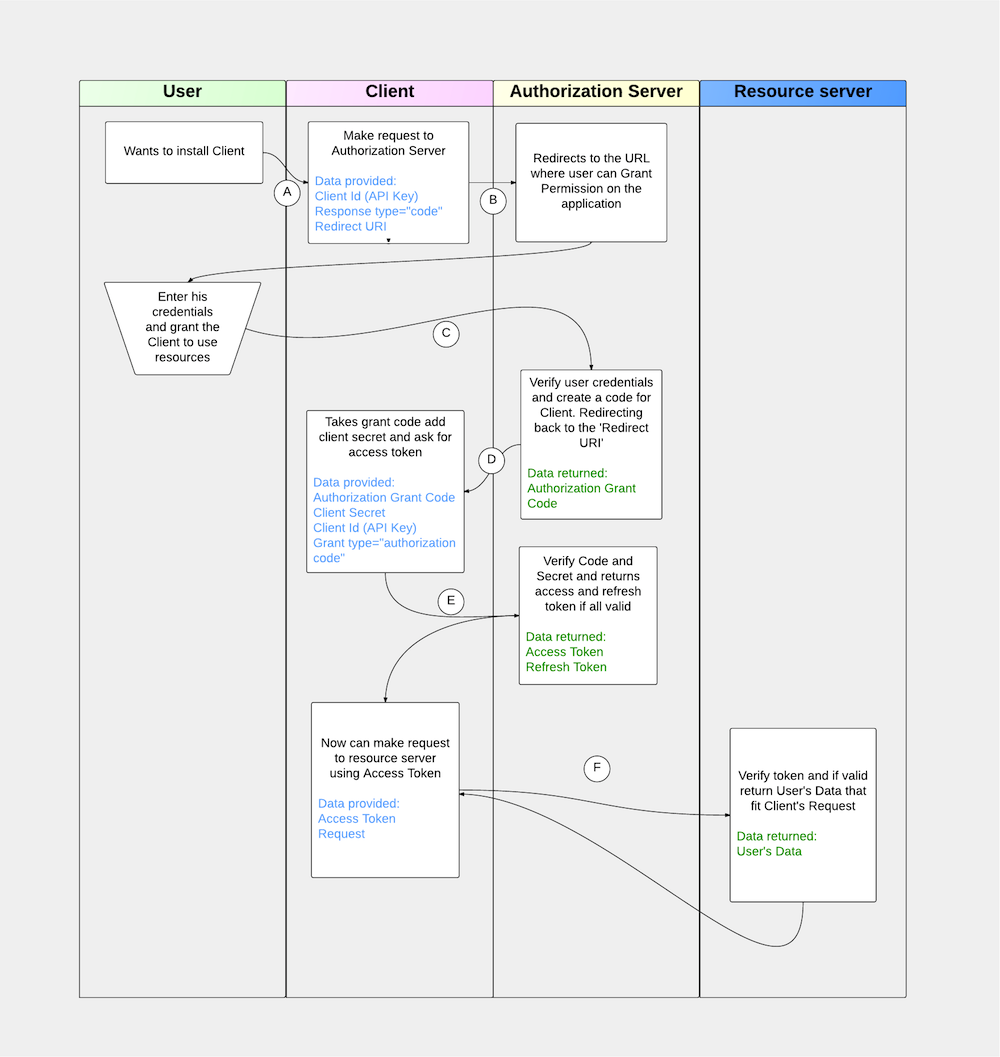 User
Client
Authorization Server
Resource server
Wants to install Client
A
Make request to
Authorization Server
Data provided:
Client Id (API Key)
Response type="code"
Redirect URI
B
Redirects to the URL
where user can Grant
Permission on the
application
Enter his
credentials
and grant the
Client to use
resources
C
Verify user credentials
and create a code for
Client. Redirecting
back to the 'Redirect
URI'
Data returned:
Authorization Grant
Code
D
Takes grant code add
client secret and ask for
access token
Data provided:
Authorization Grant Code
Client Secret
Client Id (API Key)
Grant type="authorization
code"
E
Verify Code and
Secret and returns
access and refresh
token if all valid
Data returned:
Access Token
Refresh Token
Now can make request
to resource server
using Access Token
Data provided:
Access Token
Request
F
Verify token and if valid
return User's Data that
fit Client's Request
Data returned:
User's Data